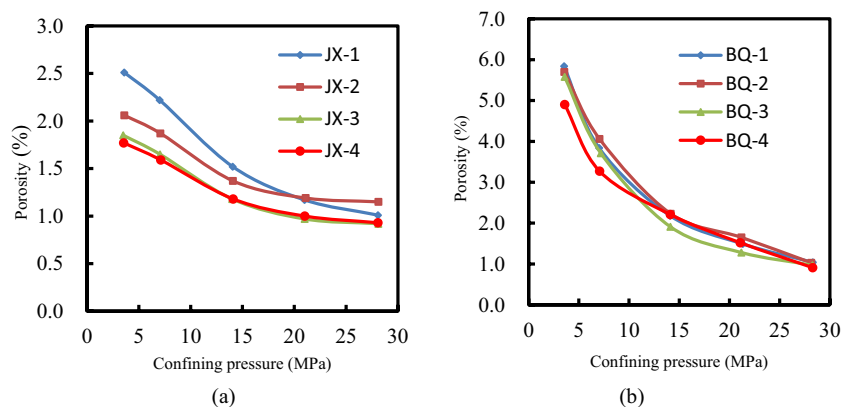 3.0
2.5
2.0
1.5
1.0
0.5
0.0
0 5 10 15 20 25 30
Porosity (%)
Confining pressure (MPa)
JX-1
JX-2
JX-3
JX-4
(a)
7.0
6.0
5.0
4.0
3.0
2.0
1.0
0.0
0 5 10 15 20 25 30
Porosity (%)
Confining pressure (MPa)
BQ-1
BQ-2
BQ-3
BQ-4
(b)